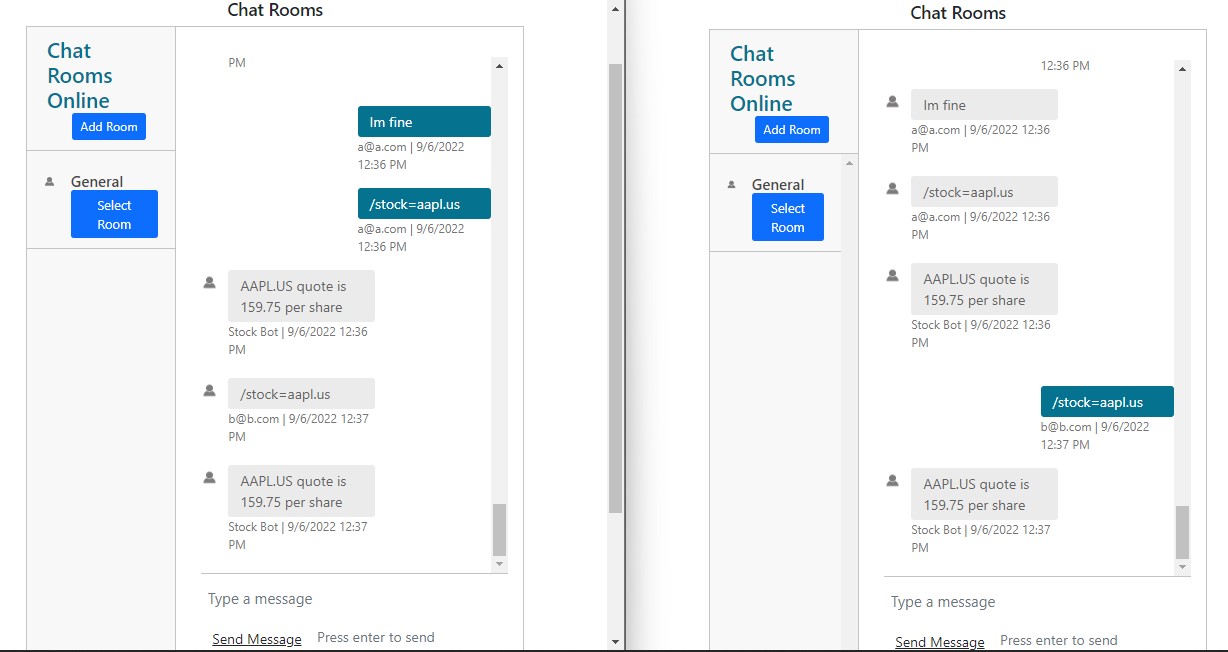 Chat Rooms
Chat
Rooms
Online
Add Room
General
Select
Room
PM
Im fine
a@a.com | 9/6/2022
12:36 PM
/stock=aapl.us
a@a.com | 9/6/2022
12:36 PM
AAPL.US quote is
159.75 per share
Stock Bot | 9/6/2022 12:36
PM
/stock=aapl.us
b@b.com | 9/6/2022 12:37
PM
AAPL.US quote is
159.75 per share
Stock Bot | 9/6/2022 12:37
PM
Type a message
Send Message Press enter to send
Chat Rooms
Chat
Rooms
Online
Add Room
General
Select
Room
12:36 PM
Im fine
a@a.com | 9/6/2022 12:36
PM
/stock=aapl.us
a@a.com | 9/6/2022 12:36
PM
AAPL.US quote is
159.75 per share
Stock Bot | 9/6/2022 12:36
PM
/stock=aapl.us
b@b.com | 9/6/2022
12:37 PM
AAPL.US quote is
159.75 per share
Stock Bot | 9/6/2022 12:37
PM
Type a message
Send Message Press enter to send